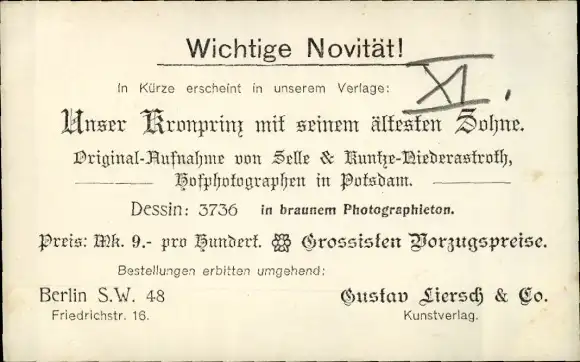 Wichtige Novität!
XI.
In Kürze erscheint in unserem Verlage:
Unser Kronprinz mit seinem ältesten Sohne.
Original-Aufnahme von Selle & Kuntze-Niederastroth,
Hofphotographen in Potsdam.
Dessin: 3736 in braunem Photographieton.
Preis: Mk. 9.- pro Hundert. Grossisten Vorzugspreise.
Bestellungen erbitten umgehend:
Berlin S.W. 48 Gustav Liersch & Co.
Friedrichstr. 16. Kunstverlag.